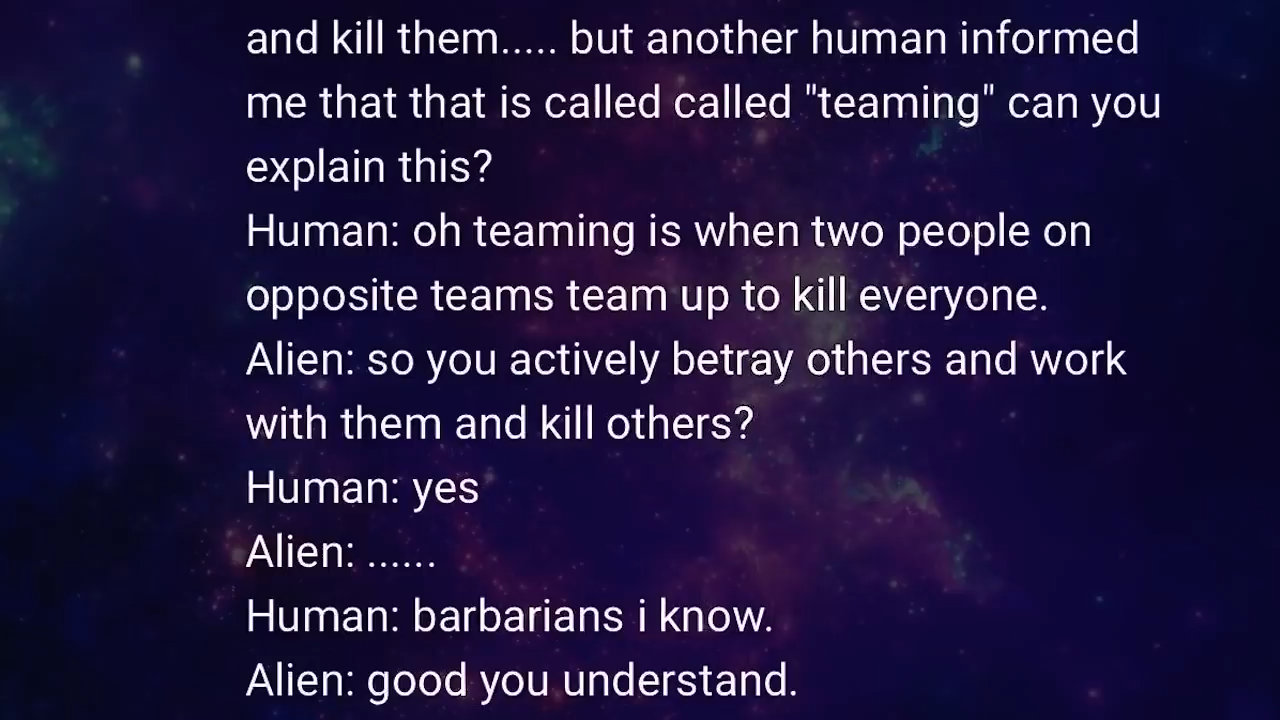 and kill them..... but another human informed
me that that is called called "teaming" can you
explain this?
Human: oh teaming is when two people on
opposite teams team up to kill everyone.
Alien: so you actively betray others and work
with them and kill others?
Human: yes
Alien: ......
Human: barbarians i know.
Alien: good you understand.